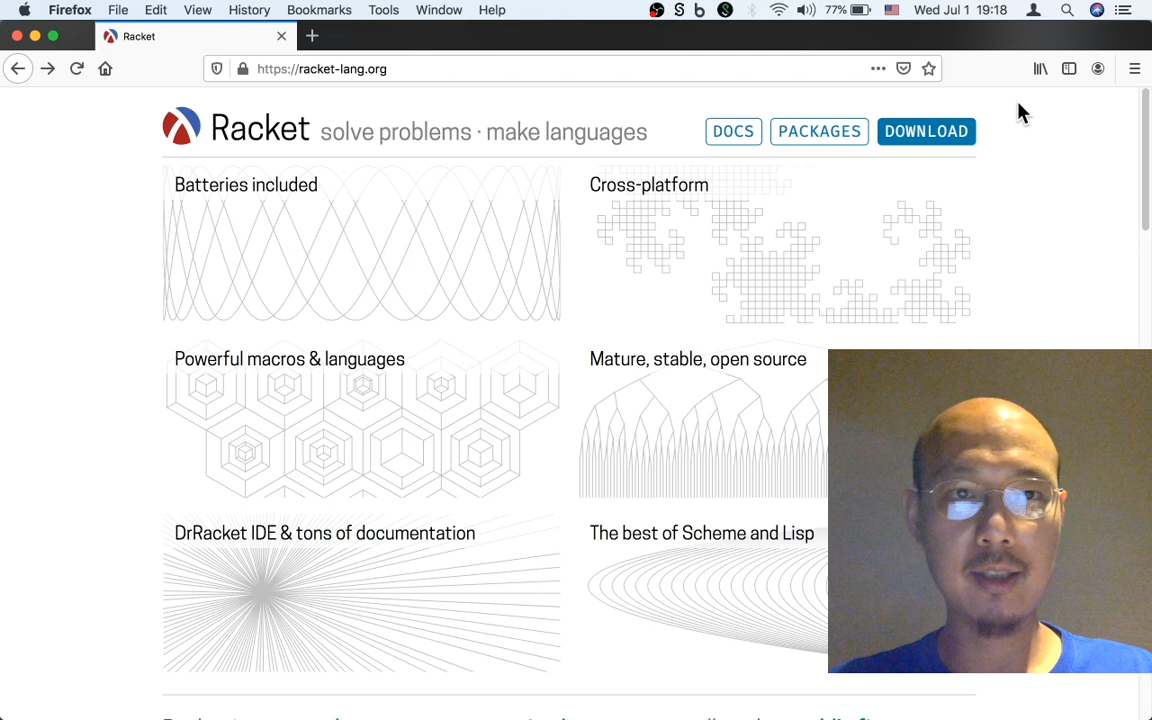 Firefox File Edit View History Bookmarks Tools Window Help 77% Wed Jul 1 19:18
Racket
https://racket-lang.org
Racket solve problems · make languages DOCS PACKAGES DOWNLOAD
Batteries included
Cross-platform
Powerful macros & languages
Mature, stable, open source
DrRacket IDE & tons of documentation
The best of Scheme and Lisp